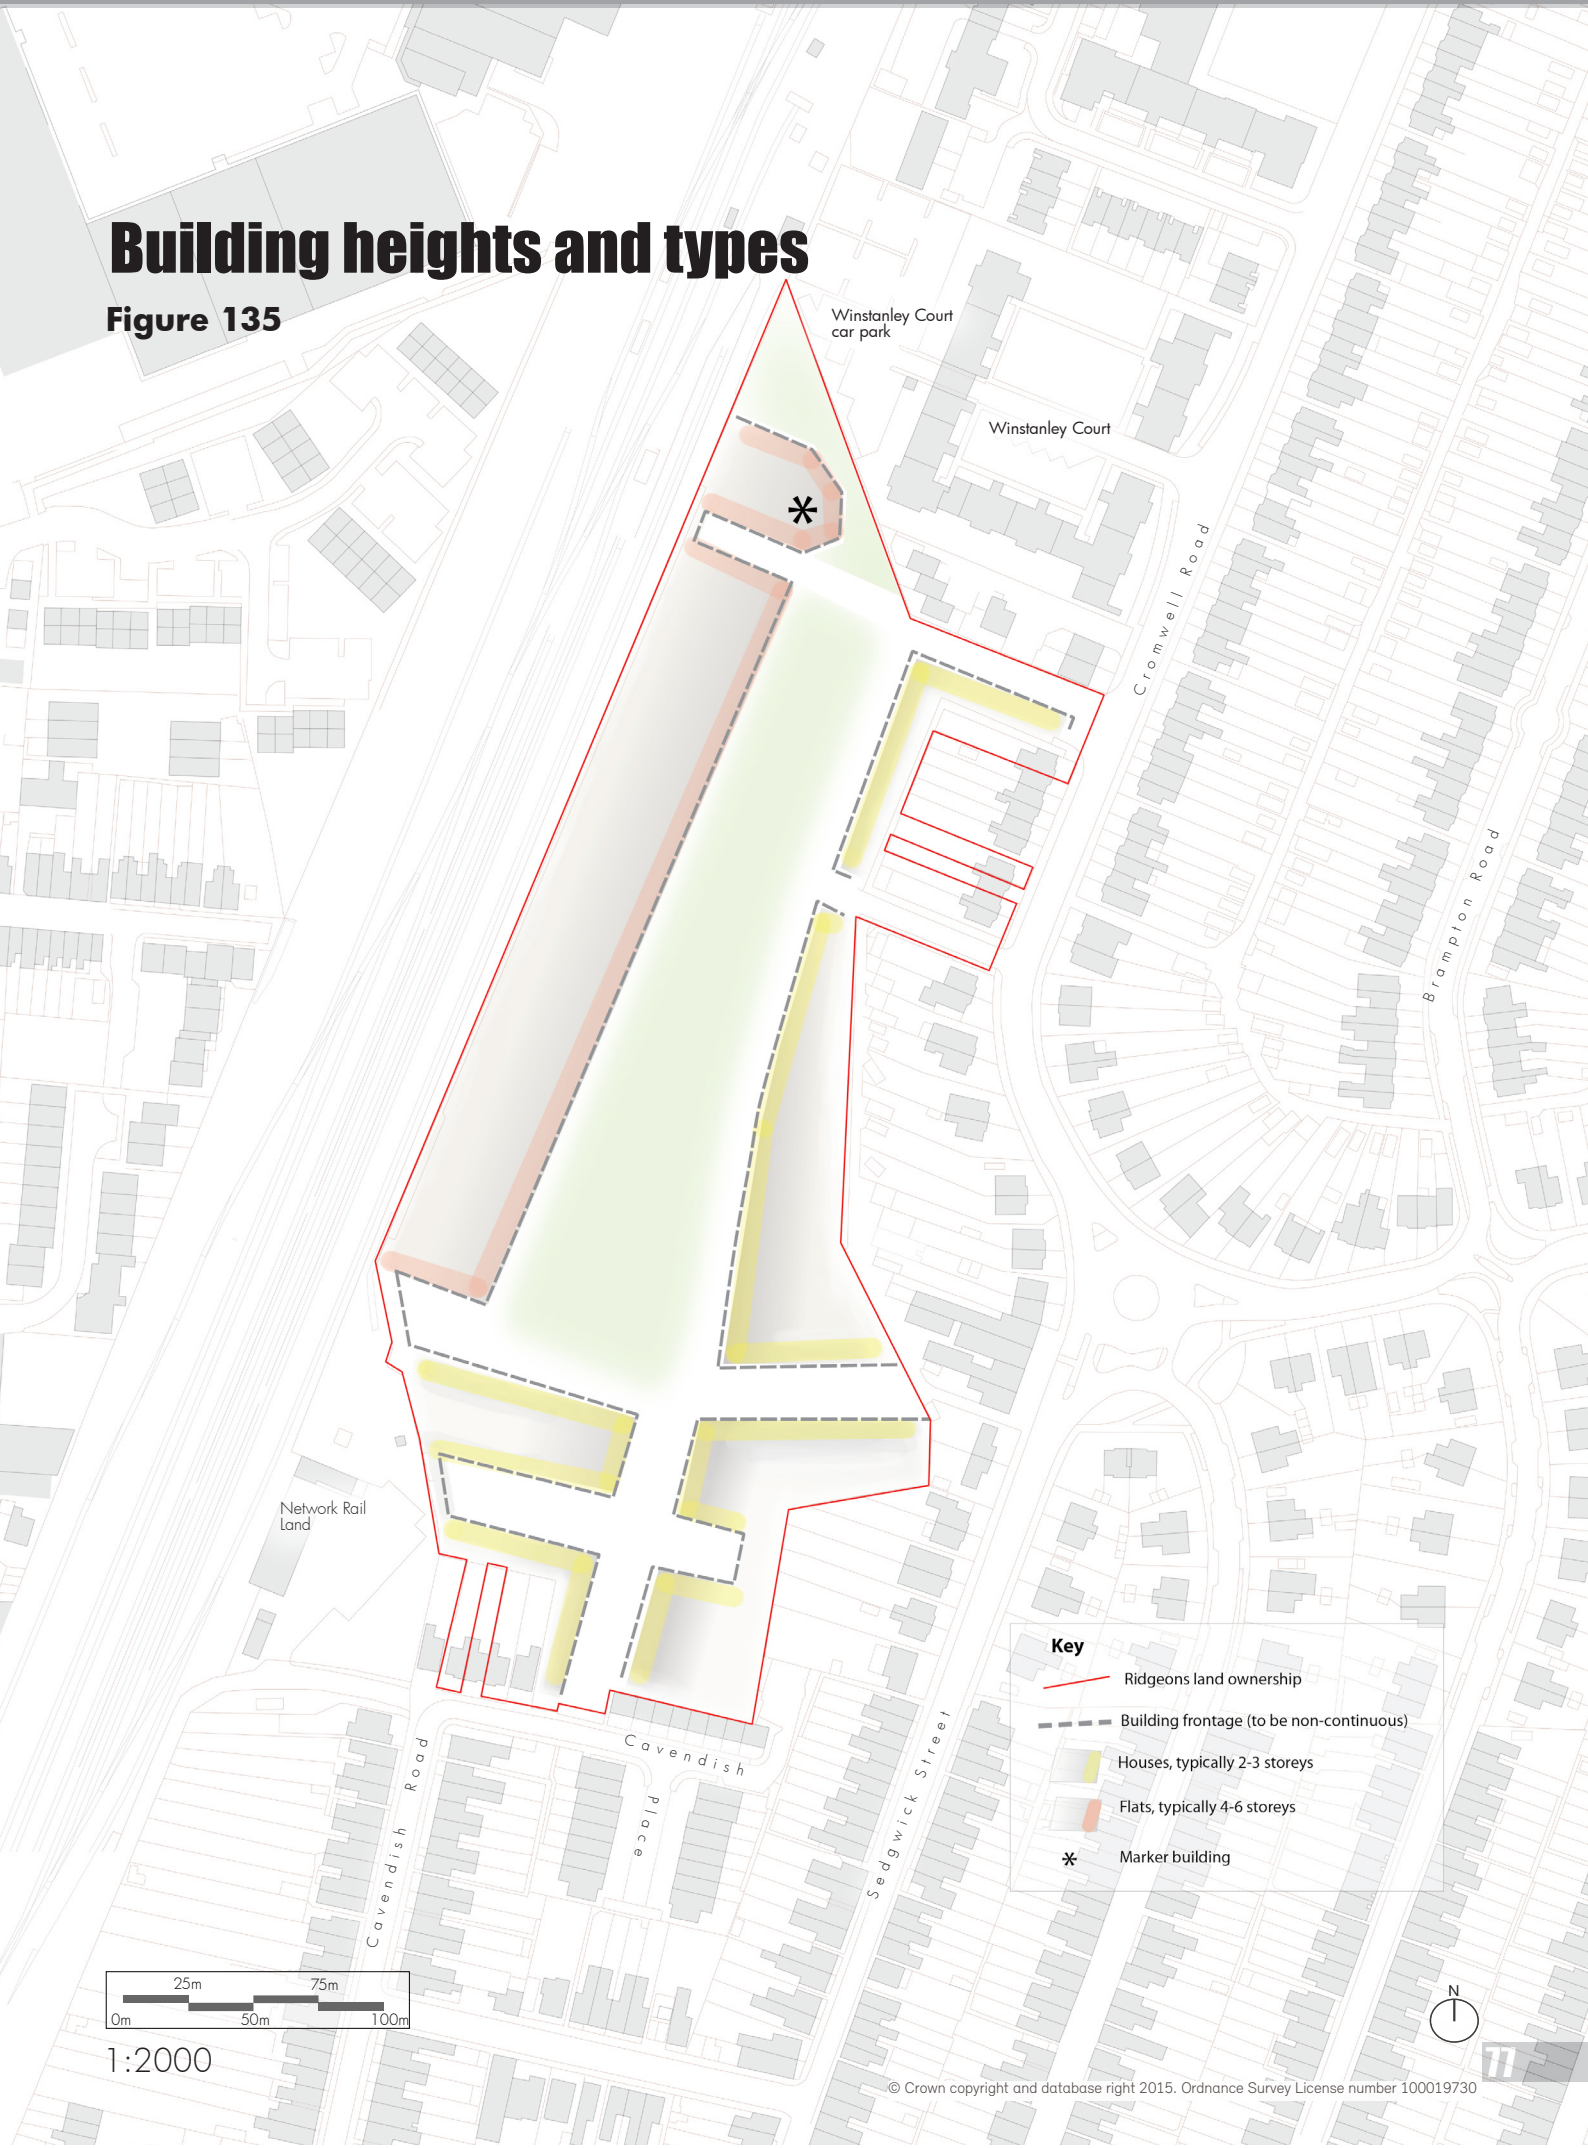 Building heights and types
Figure 135
Winstanley Court
car park
Winstanley Court
Cromwell Road
Brampton Road
Network Rail
Land
Cavendish
Place
Cavendish Road
Sedgwick Street
Key
Ridgeons land ownership
Building frontage (to be non-continuous)
Houses, typically 2-3 storeys
Flats, typically 4-6 storeys
* Marker building
25m 75m
0m 50m 100m
1:2000
N
77
© Crown copyright and database right 2015. Ordnance Survey License number 100019730